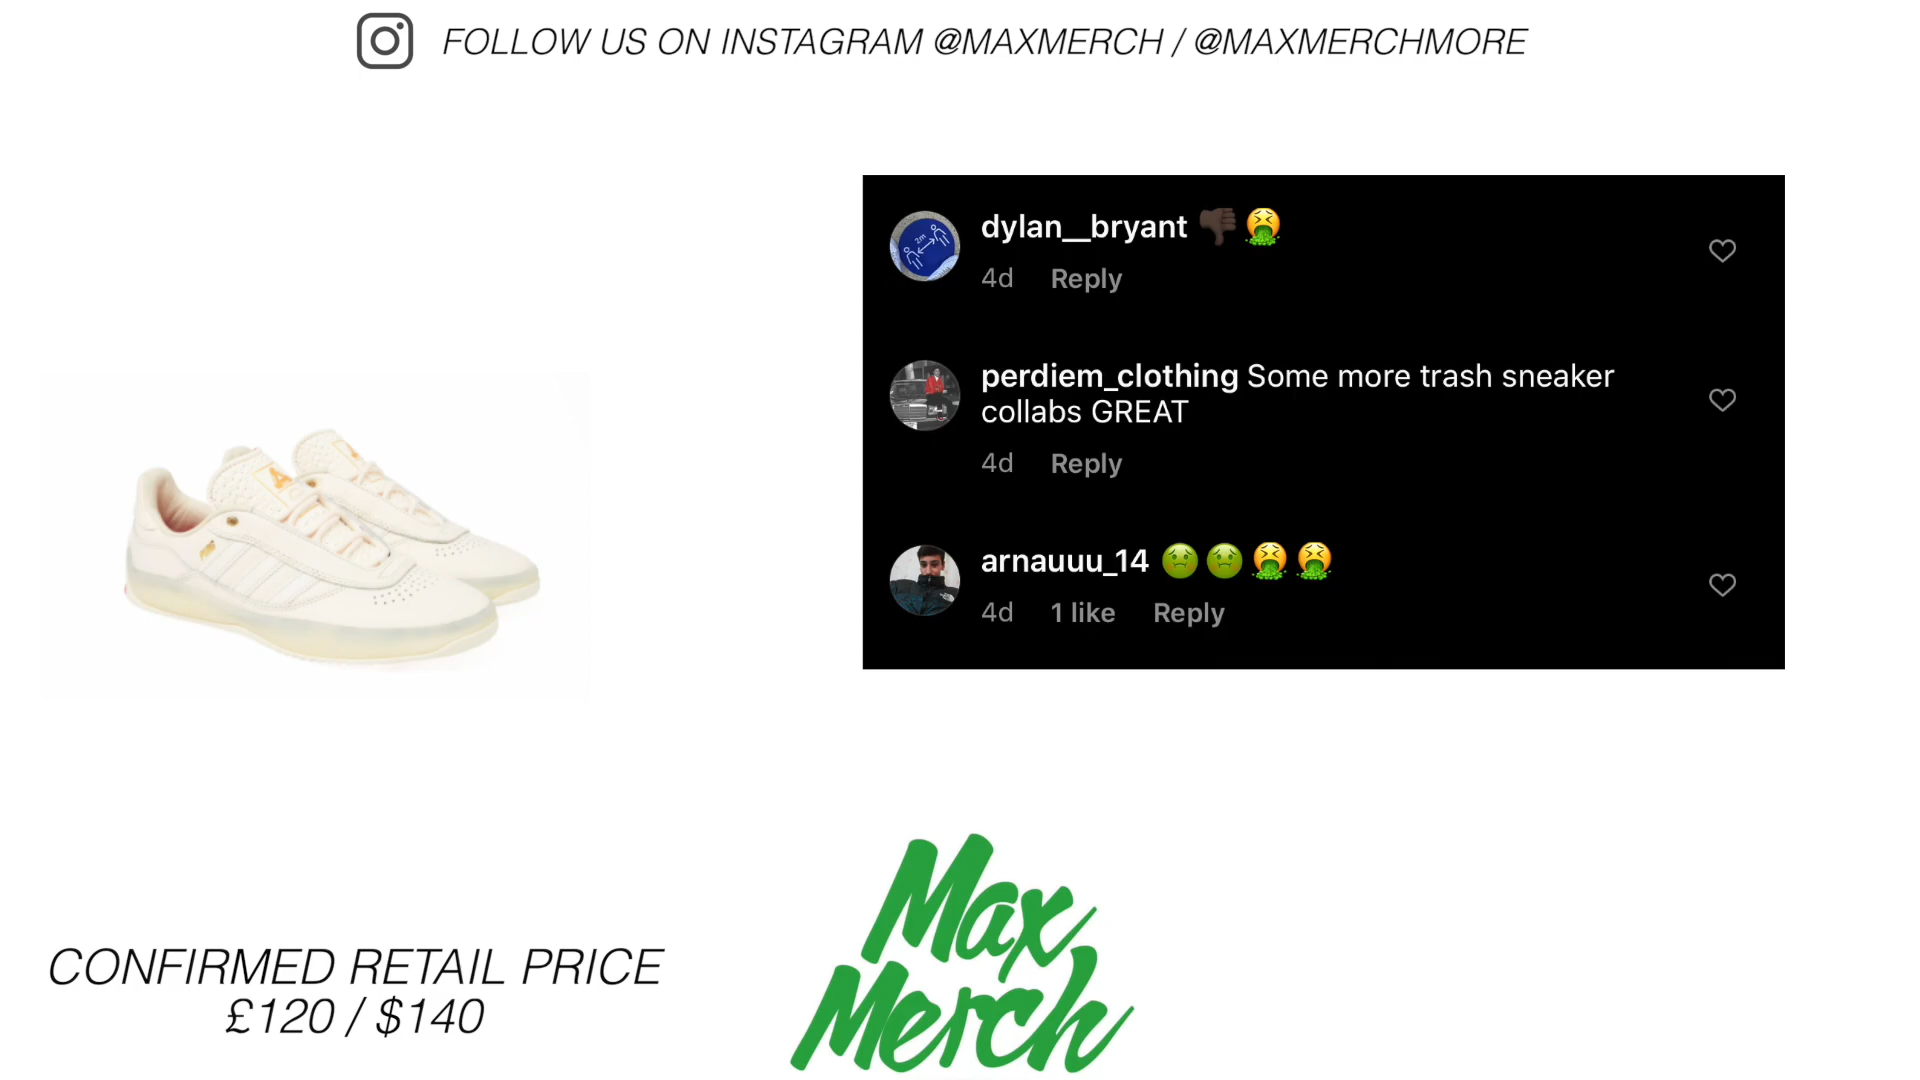 FOLLOW US ON INSTAGRAM @MAXMERCH / @MAXMERCHMORE
dylan__bryant 👎🏿🤮
4d Reply
perdiem_clothing Some more trash sneaker
collabs GREAT
4d Reply
arnauuu_14 🤢🤢🤮🤮
4d 1 like Reply
CONFIRMED RETAIL PRICE
£120 / $140
Max
Merch